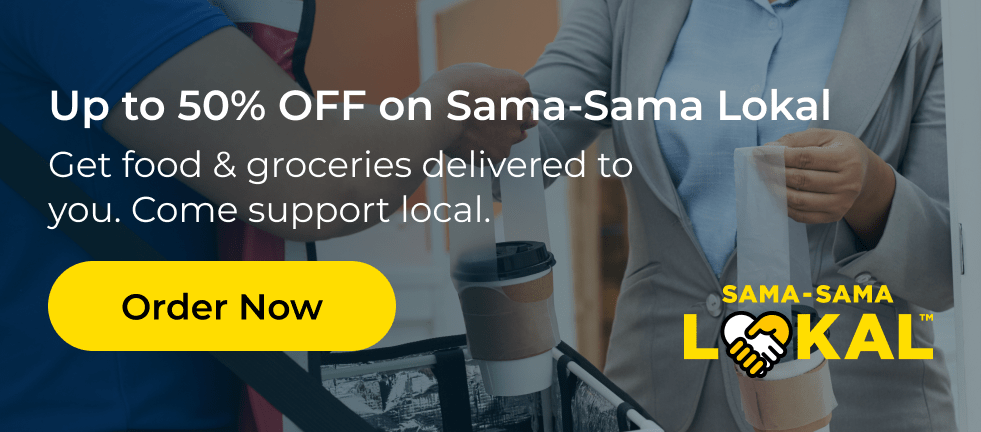 Up to 50% OFF on Sama-Sama Lokal
Get food & groceries delivered to
you. Come support local.
Order Now
SAMA-SAMA
LOKAL™